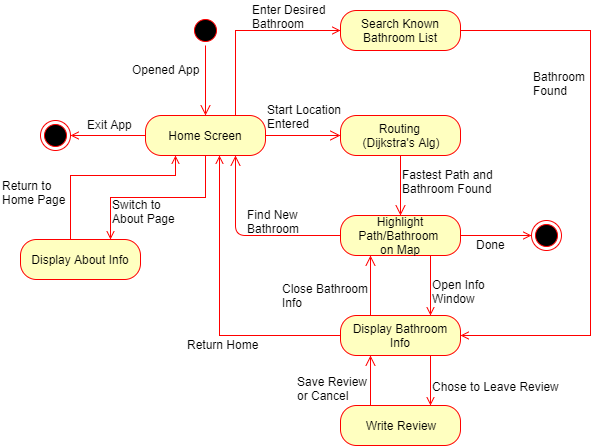 Enter Desired
Bathroom
Search Known
Bathroom List
Opened App
Bathroom
Found
Start Location
Entered
Exit App
Home Screen
Routing
(Dijkstra's Alg)
Return to
Home Page
Fastest Path and
Bathroom Found
Switch to
About Page
Find New
Bathroom
Highlight
Path/Bathroom
on Map
Done
Display About Info
Close Bathroom
Info
Open Info
Window
Display Bathroom
Info
Return Home
Save Review
or Cancel
Chose to Leave Review
Write Review